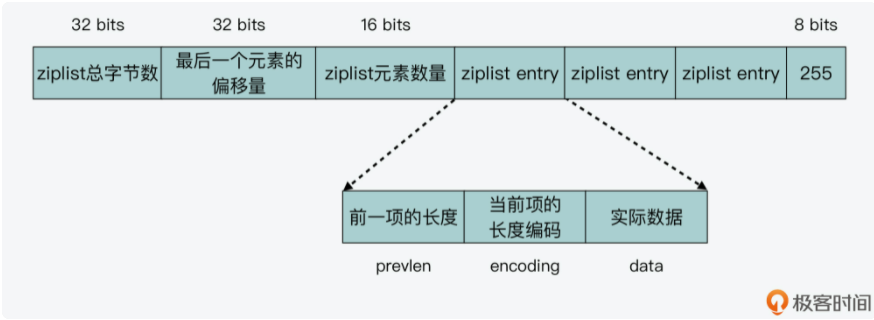 32 bits
32 bits
16 bits
8 bits
ziplist总字节数
最后一个元素的
偏移量
ziplist元素数量
ziplist entry
ziplist entry
ziplist entry
255
前一项的长度
当前项的
长度编码
实际数据
prevlen
encoding
data
极客时间